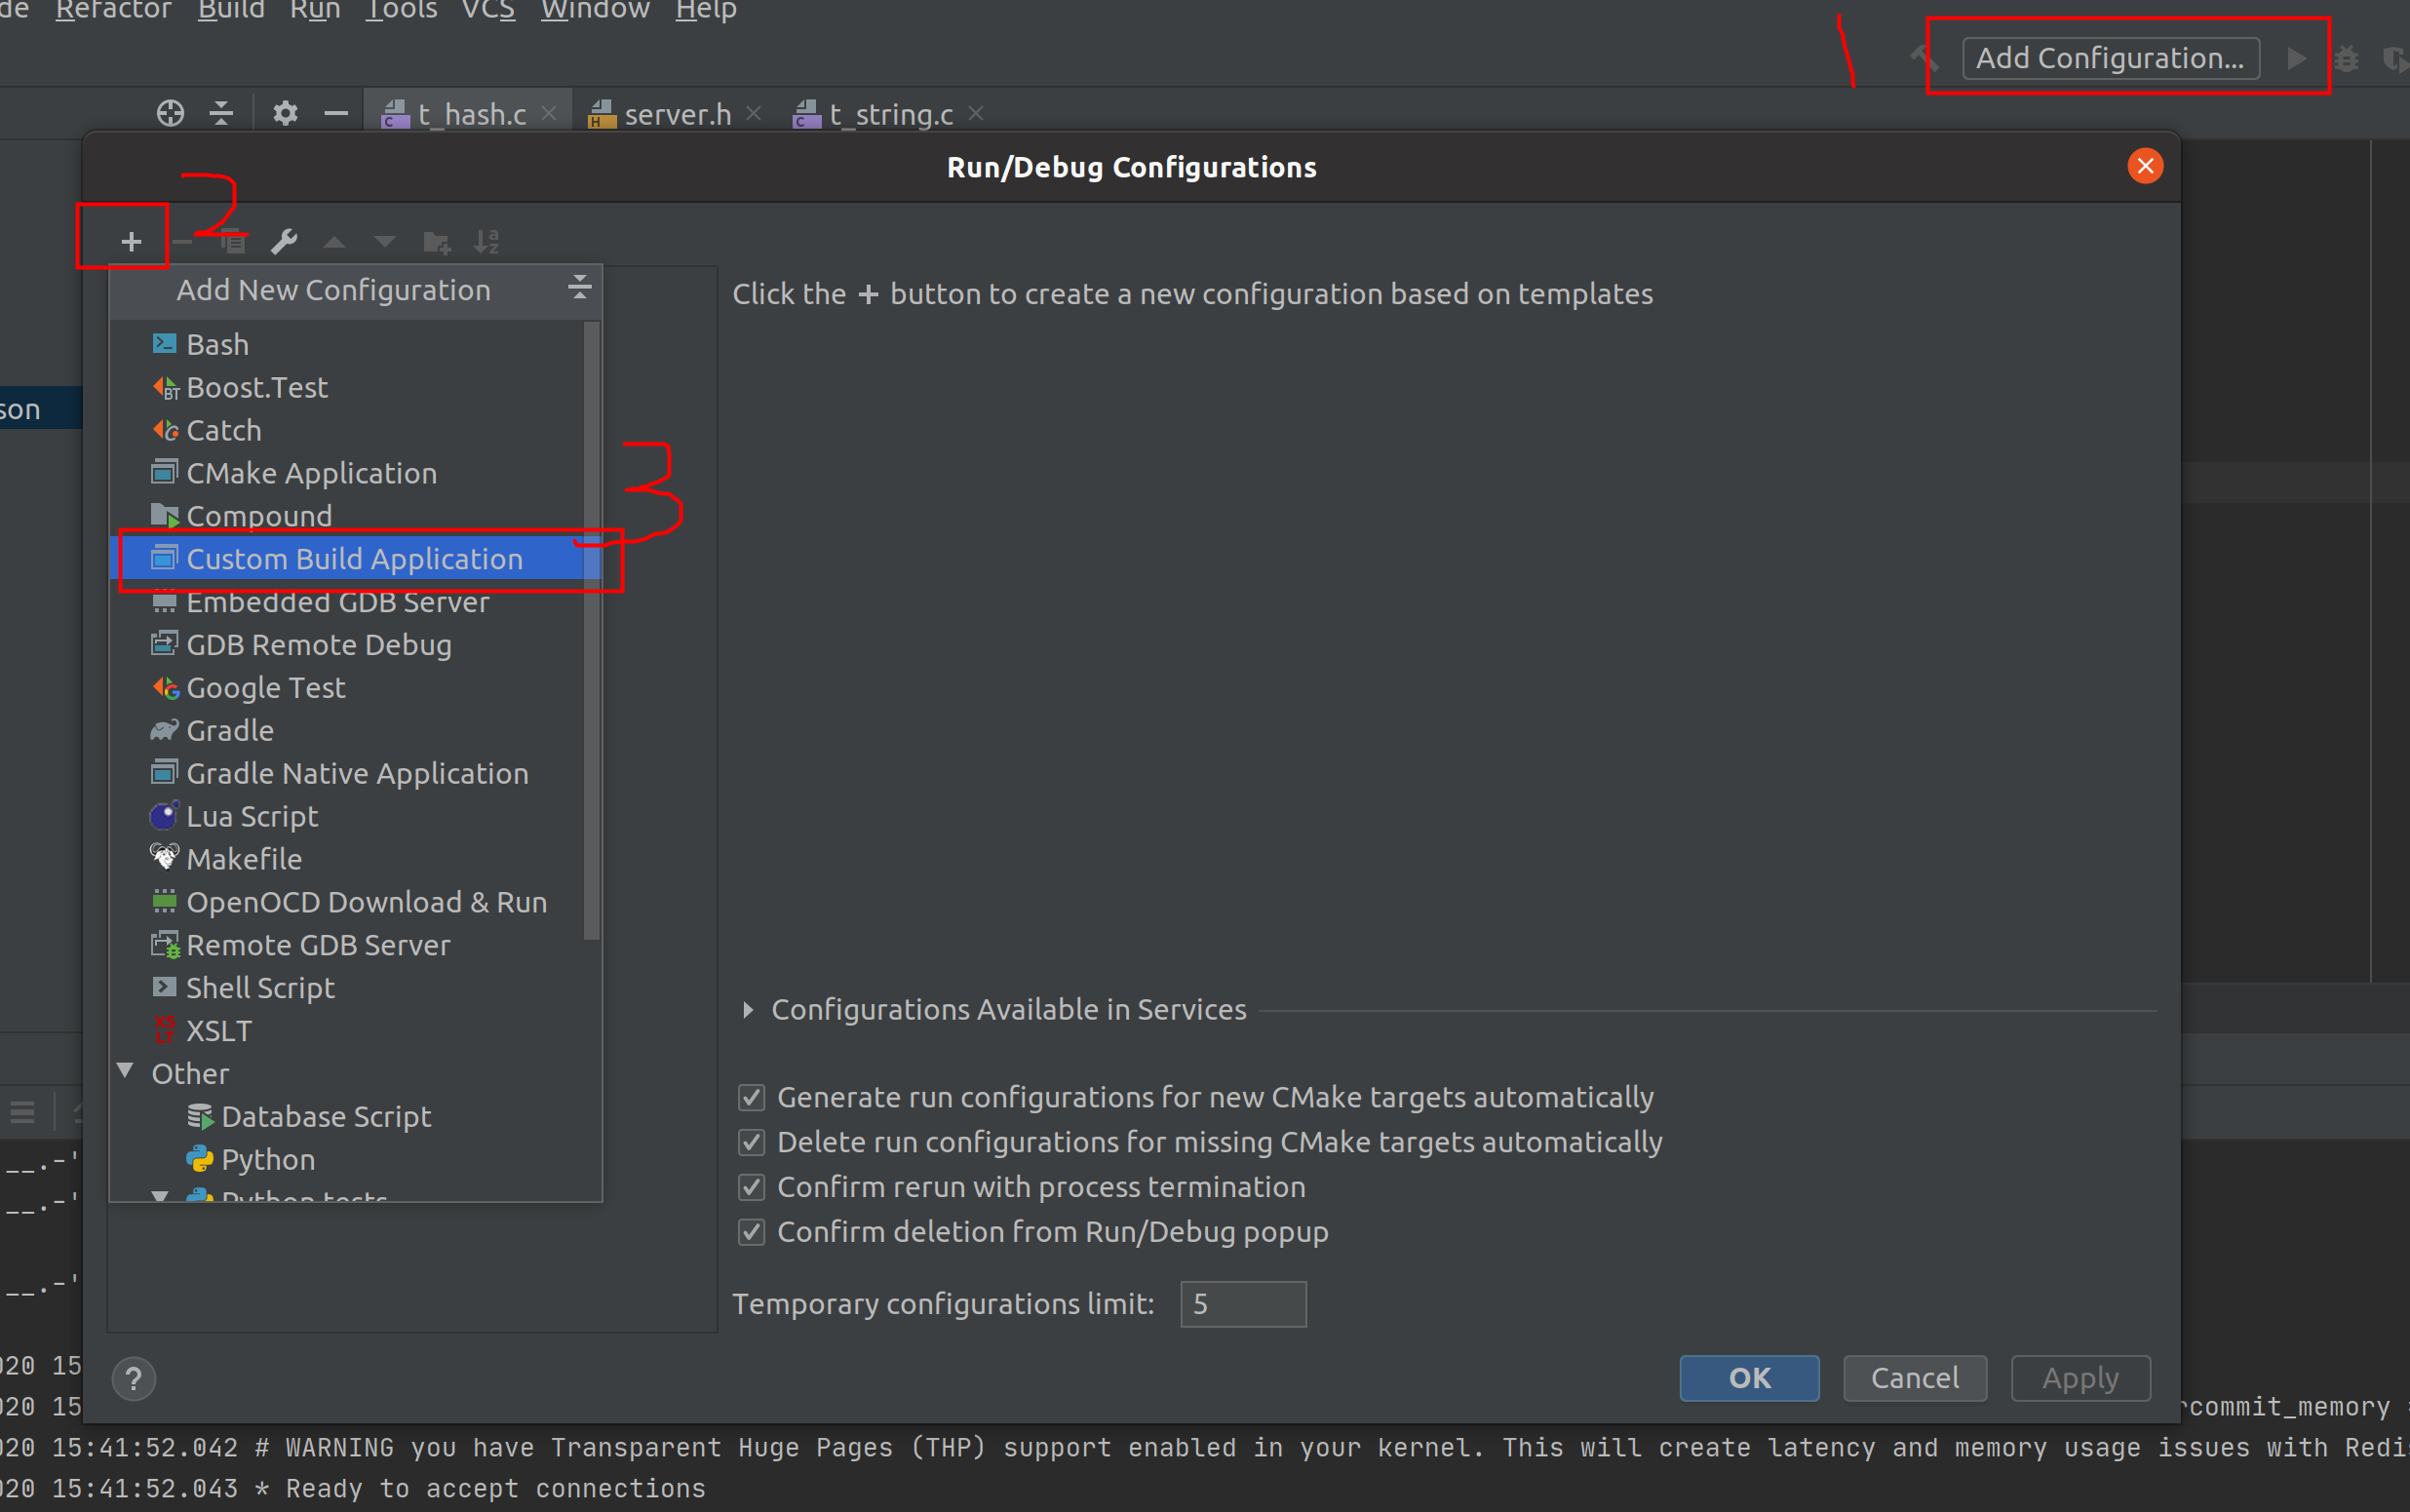 de Refactor Build Run Tools VCS Window Help
1
Add Configuration...
t_hash.c server.h t_string.c
Run/Debug Configurations
2
Add New Configuration
Click the + button to create a new configuration based on templates
Bash
Boost.Test
son
Catch
3
CMake Application
Compound
Custom Build Application
Embedded GDB Server
GDB Remote Debug
Google Test
Gradle
Gradle Native Application
Lua Script
Makefile
OpenOCD Download & Run
Remote GDB Server
Shell Script
Configurations Available in Services
XSLT
Other
Generate run configurations for new CMake targets automatically
Database Script
Delete run configurations for missing CMake targets automatically
Python
__.-'
Confirm rerun with process termination
Python tests
__.-'
Confirm deletion from Run/Debug popup
__.-'
Temporary configurations limit: 5
020 15
? OK Cancel Apply
020 15
rcommit_memory =
020 15:41:52.042 # WARNING you have Transparent Huge Pages (THP) support enabled in your kernel. This will create latency and memory usage issues with Redis
020 15:41:52.043 * Ready to accept connections